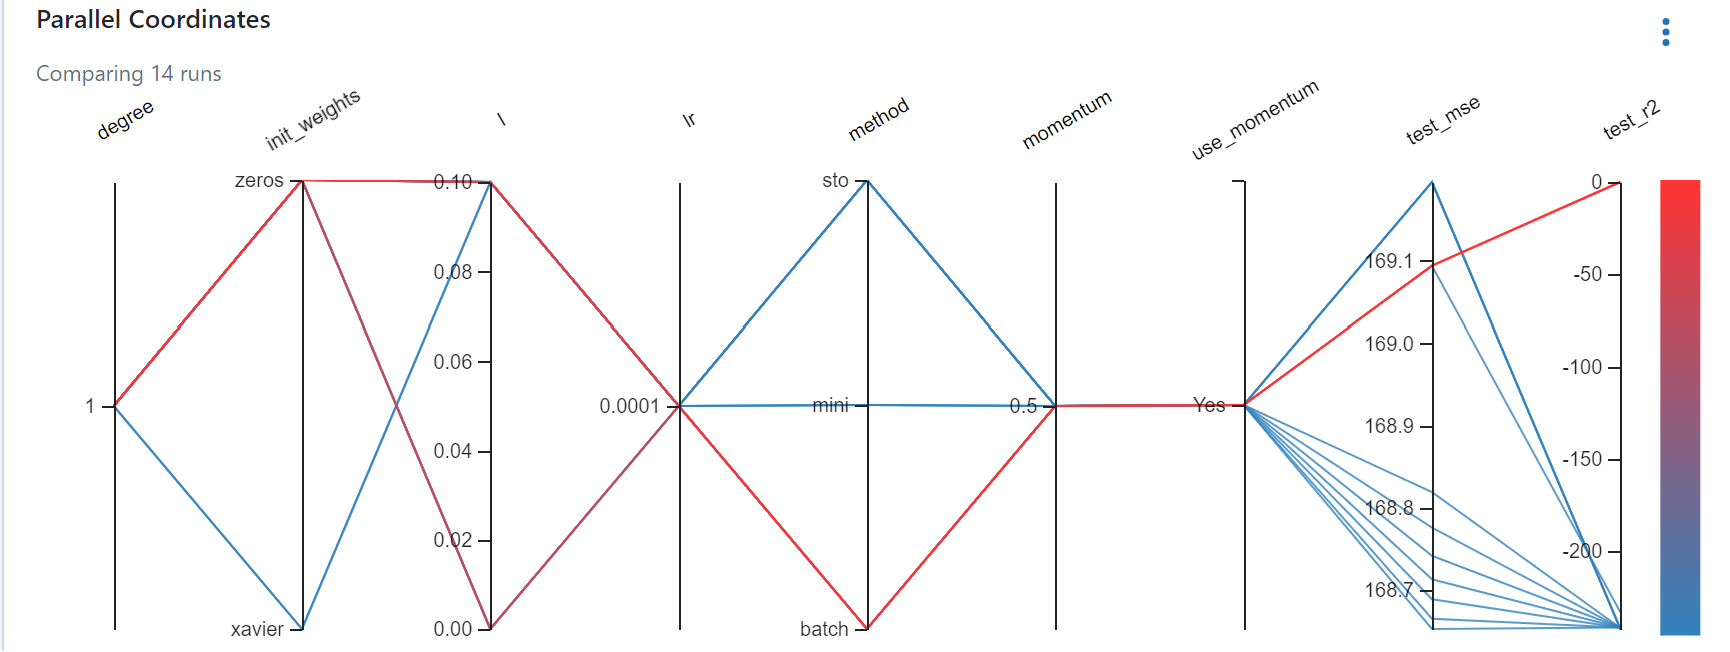 Parallel Coordinates
Comparing 14 runs
degree
init_weights
l
lr
method
momentum
use_momentum
test_mse
test_r2
1
zeros
xavier
0.10
0.08
0.06
0.04
0.02
0.00
0.0001
sto
mini
batch
0.5
Yes
169.1
169.0
168.9
168.8
168.7
0
-50
-100
-150
-200